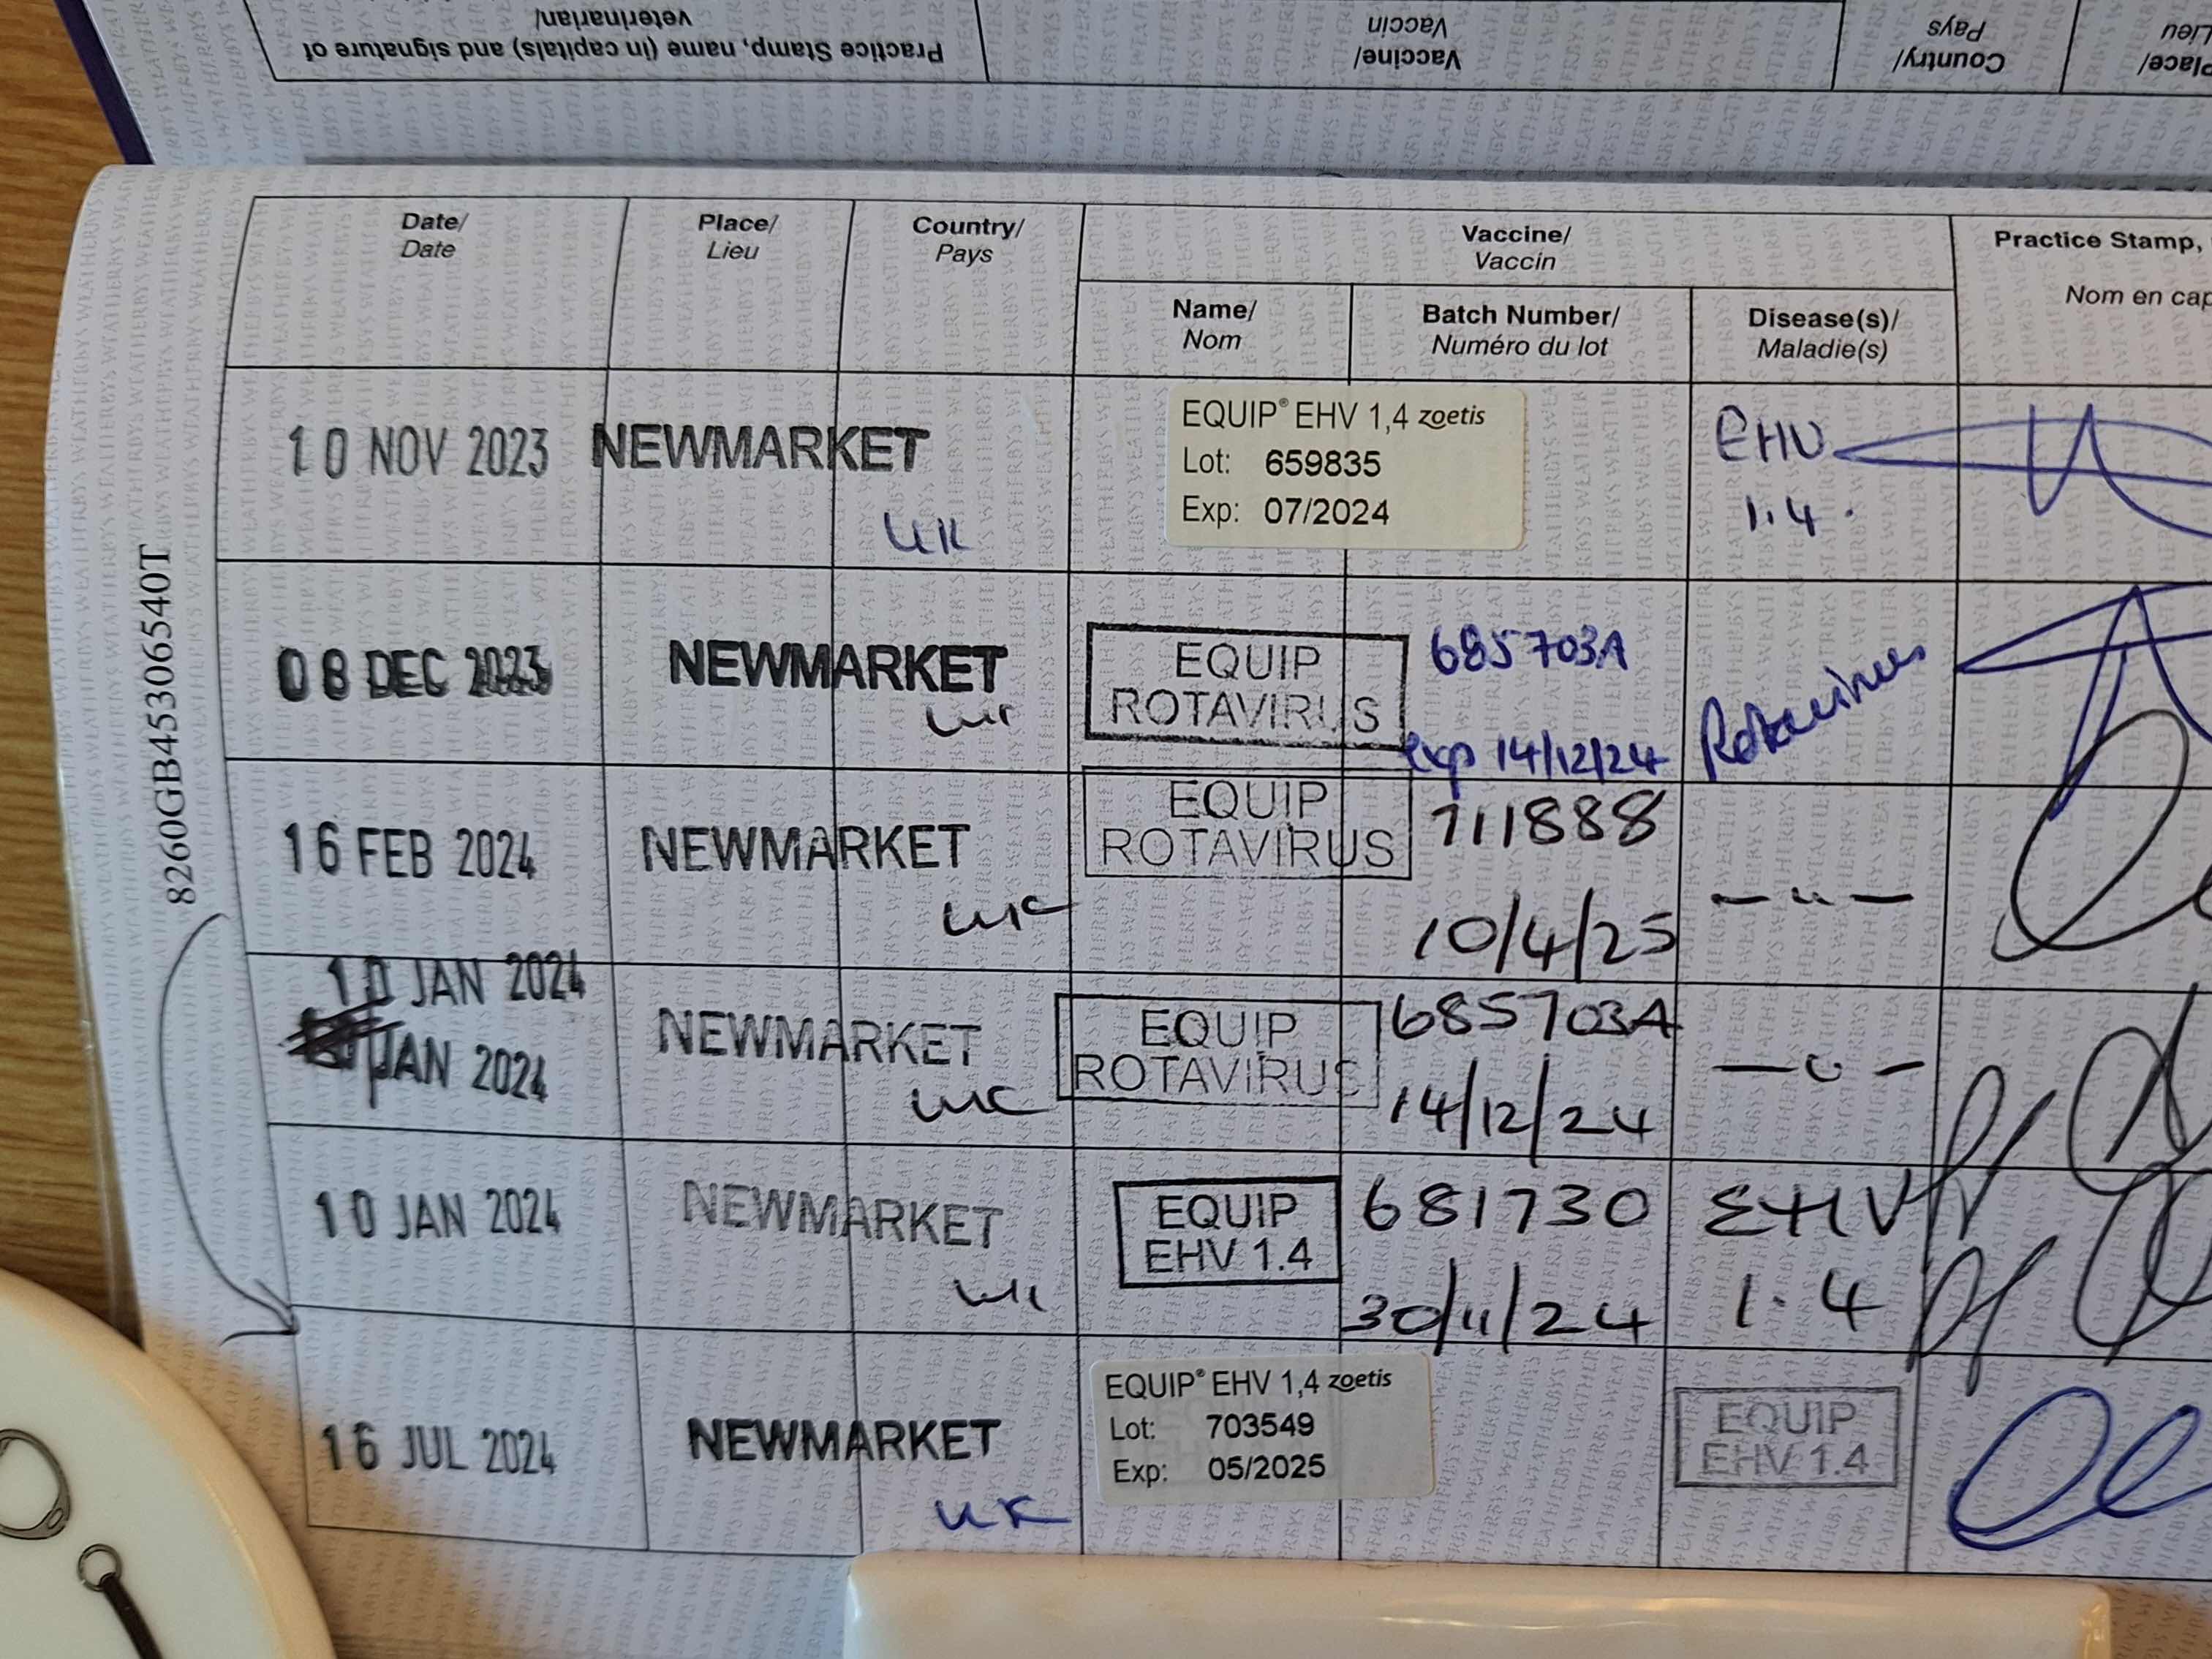 Practice Stamp, name (in capitals) and signature of
veterinarian/
Vaccine/
Vaccin
Country/
Pays
Place/
Lieu
8260GB45306540T
Date/
Date
Place/
Lieu
Country/
Pays
Vaccine/
Vaccin
Practice Stamp,
Nom en cap
Name/
Nom
Batch Number/
Numéro du lot
Disease(s)/
Maladie(s)
10 NOV 2023 NEWMARKET
UK
EQUIP® EHV 1,4 zoetis
Lot: 659835
Exp: 07/2024
EHV
1.4.
08 DEC 2023 NEWMARKET
UK
EQUIP
ROTAVIRUS
685703A
exp 14/12/24
Rotavirus
16 FEB 2024 NEWMARKET
UK
EQUIP
ROTAVIRUS
711888
10/4/25
— " —
10 JAN 2024
JAN 2024
NEWMARKET
UK
EQUIP
ROTAVIRUS
685703A
14/12/24
— " —
10 JAN 2024 NEWMARKET
UK
EQUIP
EHV 1.4
681730
30/11/24
EHV
1.4
16 JUL 2024 NEWMARKET
UK
EQUIP® EHV 1,4 zoetis
Lot: 703549
Exp: 05/2025
EQUIP
EHV 1.4